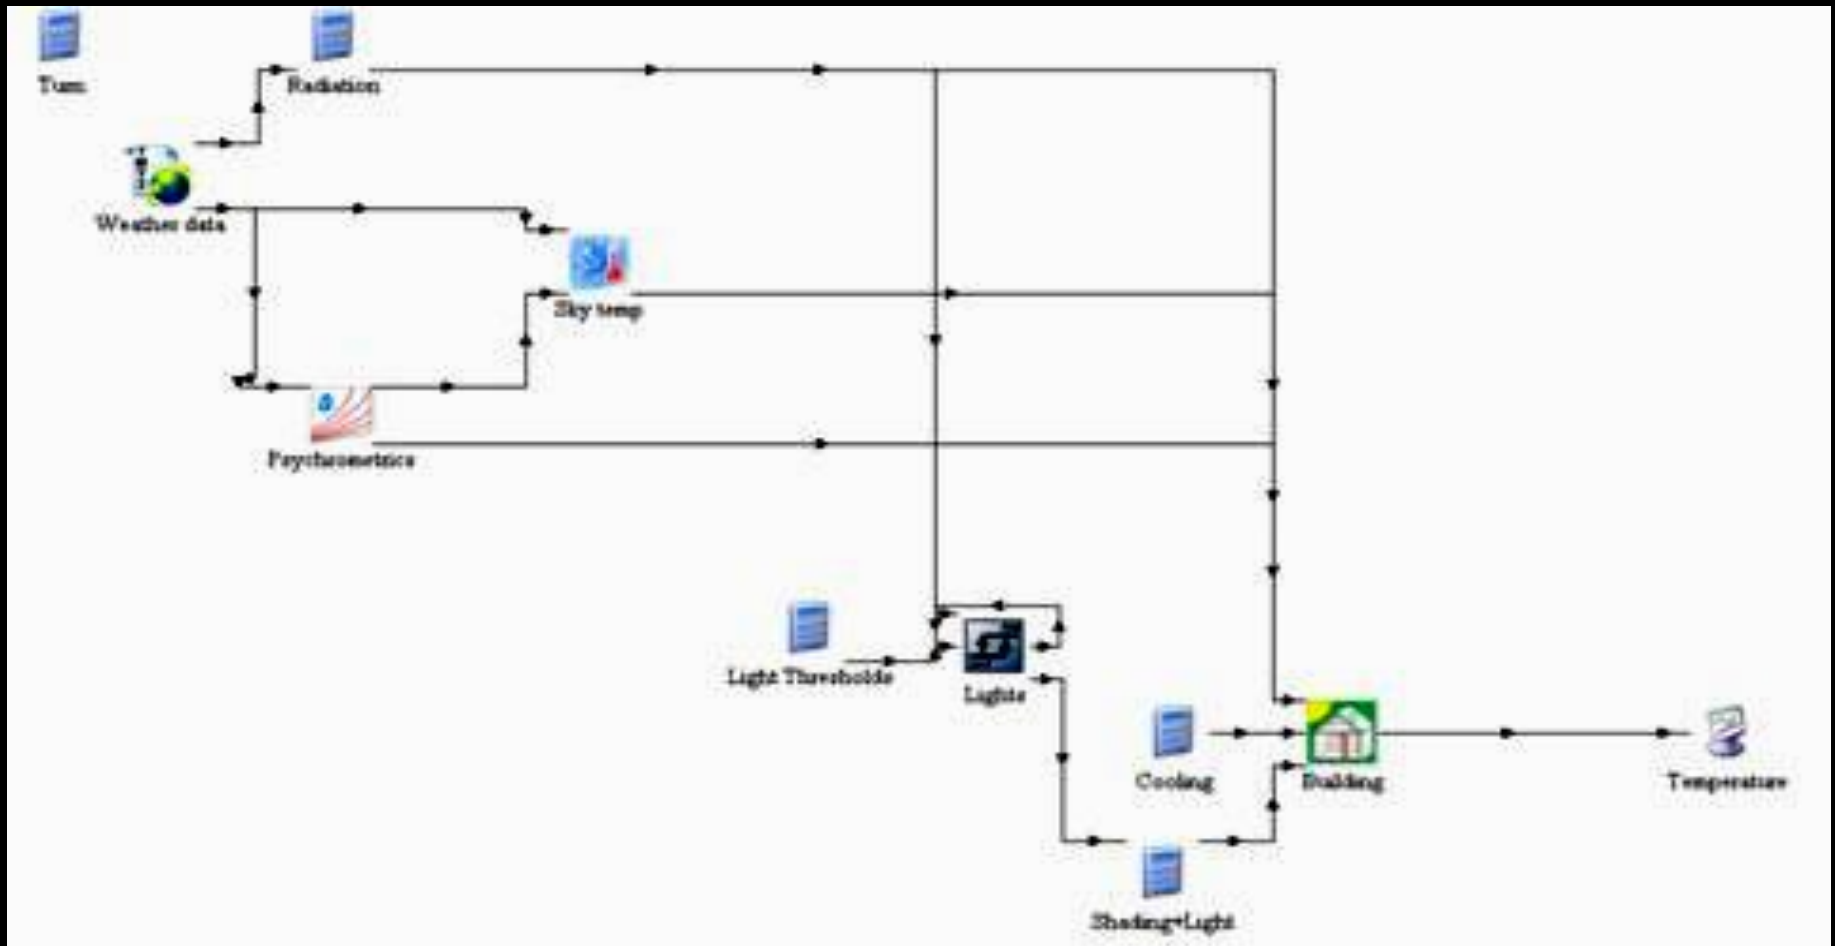 Turn
Radiation
Weather data
Sky temp
Psychrometrics
Light Thresholds
Lights
Cooling
Building
Temperature
Shading+Light